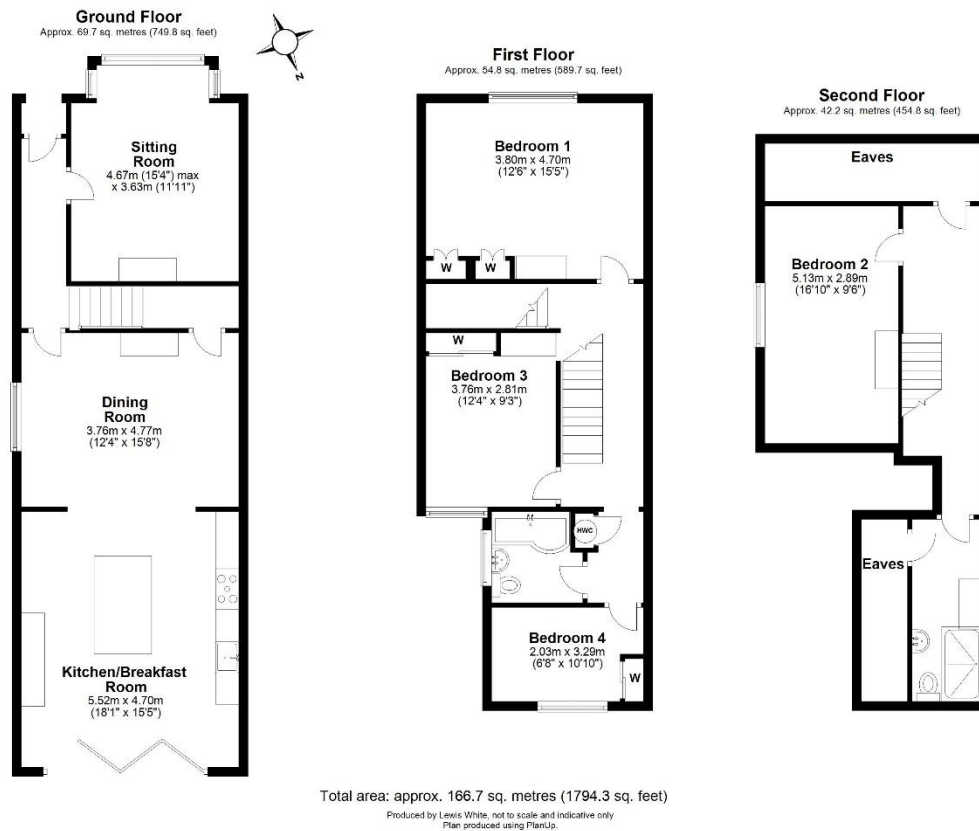 Ground Floor
Approx. 69.7 sq. metres (749.8 sq. feet)
N
Sitting
Room
4.67m (15'4") max
x 3.63m (11'11")
Dining
Room
3.76m x 4.77m
(12'4" x 15'8")
Kitchen/Breakfast
Room
5.52m x 4.70m
(18'1" x 15'5")
First Floor
Approx. 54.8 sq. metres (589.7 sq. feet)
Bedroom 1
3.80m x 4.70m
(12'6" x 15'5")
W
W
W
Bedroom 3
3.76m x 2.81m
(12'4" x 9'3")
HWC
Bedroom 4
2.03m x 3.29m
(6'8" x 10'10")
W
Second Floor
Approx. 42.2 sq. metres (454.8 sq. feet)
Eaves
Bedroom 2
5.13m x 2.89m
(16'10" x 9'6")
Eaves
Total area: approx. 166.7 sq. metres (1794.3 sq. feet)
Produced by Lewis White, not to scale and indicative only
Plan produced using PlanUp.